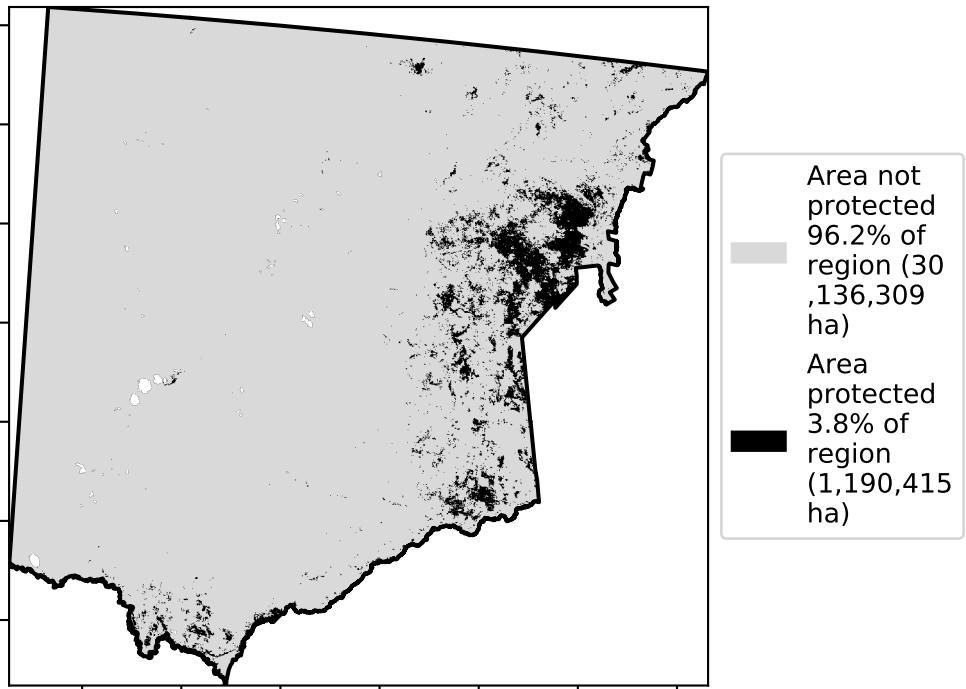 Area not
protected
96.2% of
region (30
,136,309
ha)
Area
protected
3.8% of
region
(1,190,415
ha)